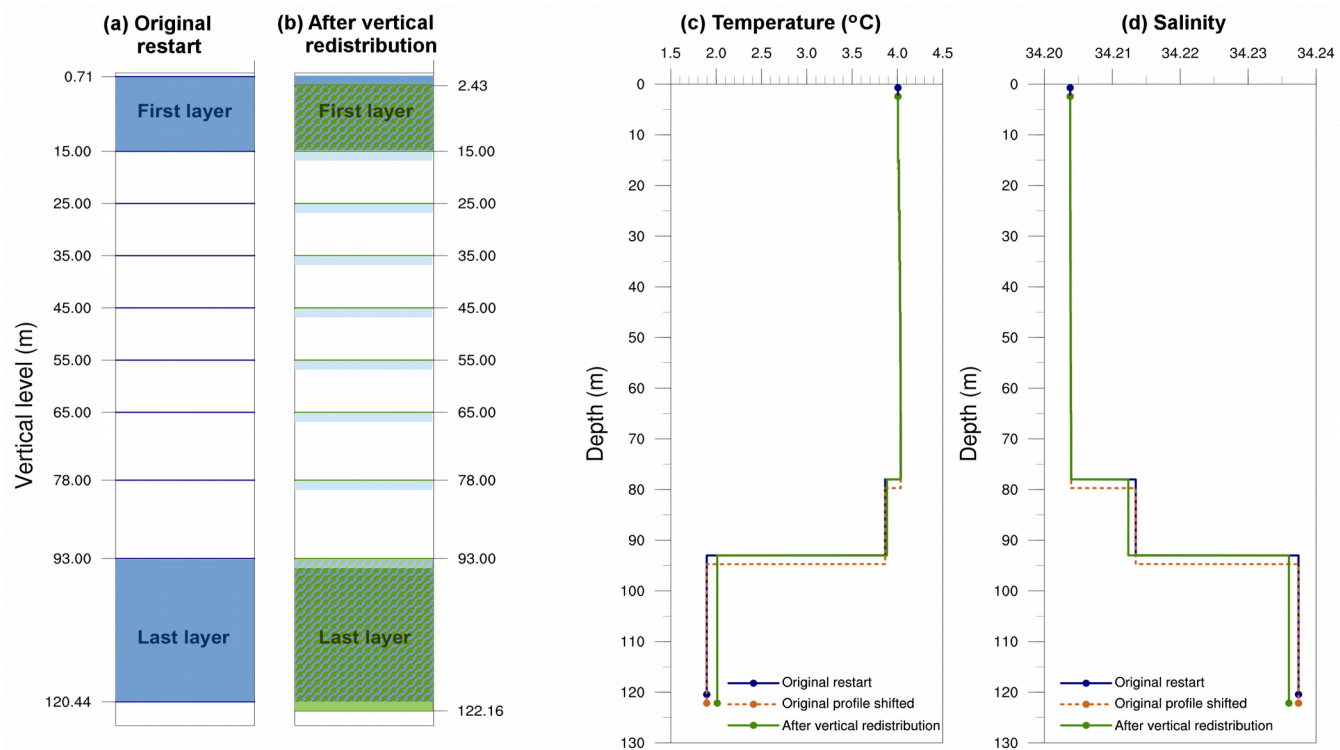 (a) Original
restart
(b) After vertical
redistribution
(c) Temperature (ºC)
(d) Salinity
1.5 2.0 2.5 3.0 3.5 4.0 4.5
34.20 34.21 34.22 34.23 34.24
Vertical level (m)
0.71
15.00
25.00
35.00
45.00
55.00
65.00
78.00
93.00
120.44
First layer
Last layer
First layer
Last layer
2.43
15.00
25.00
35.00
45.00
55.00
65.00
78.00
93.00
122.16
Depth (m)
0
10
20
30
40
50
60
70
80
90
100
110
120
130
Original restart
Original profile shifted
After vertical redistribution
Depth (m)
0
10
20
30
40
50
60
70
80
90
100
110
120
130
Original restart
Original profile shifted
After vertical redistribution